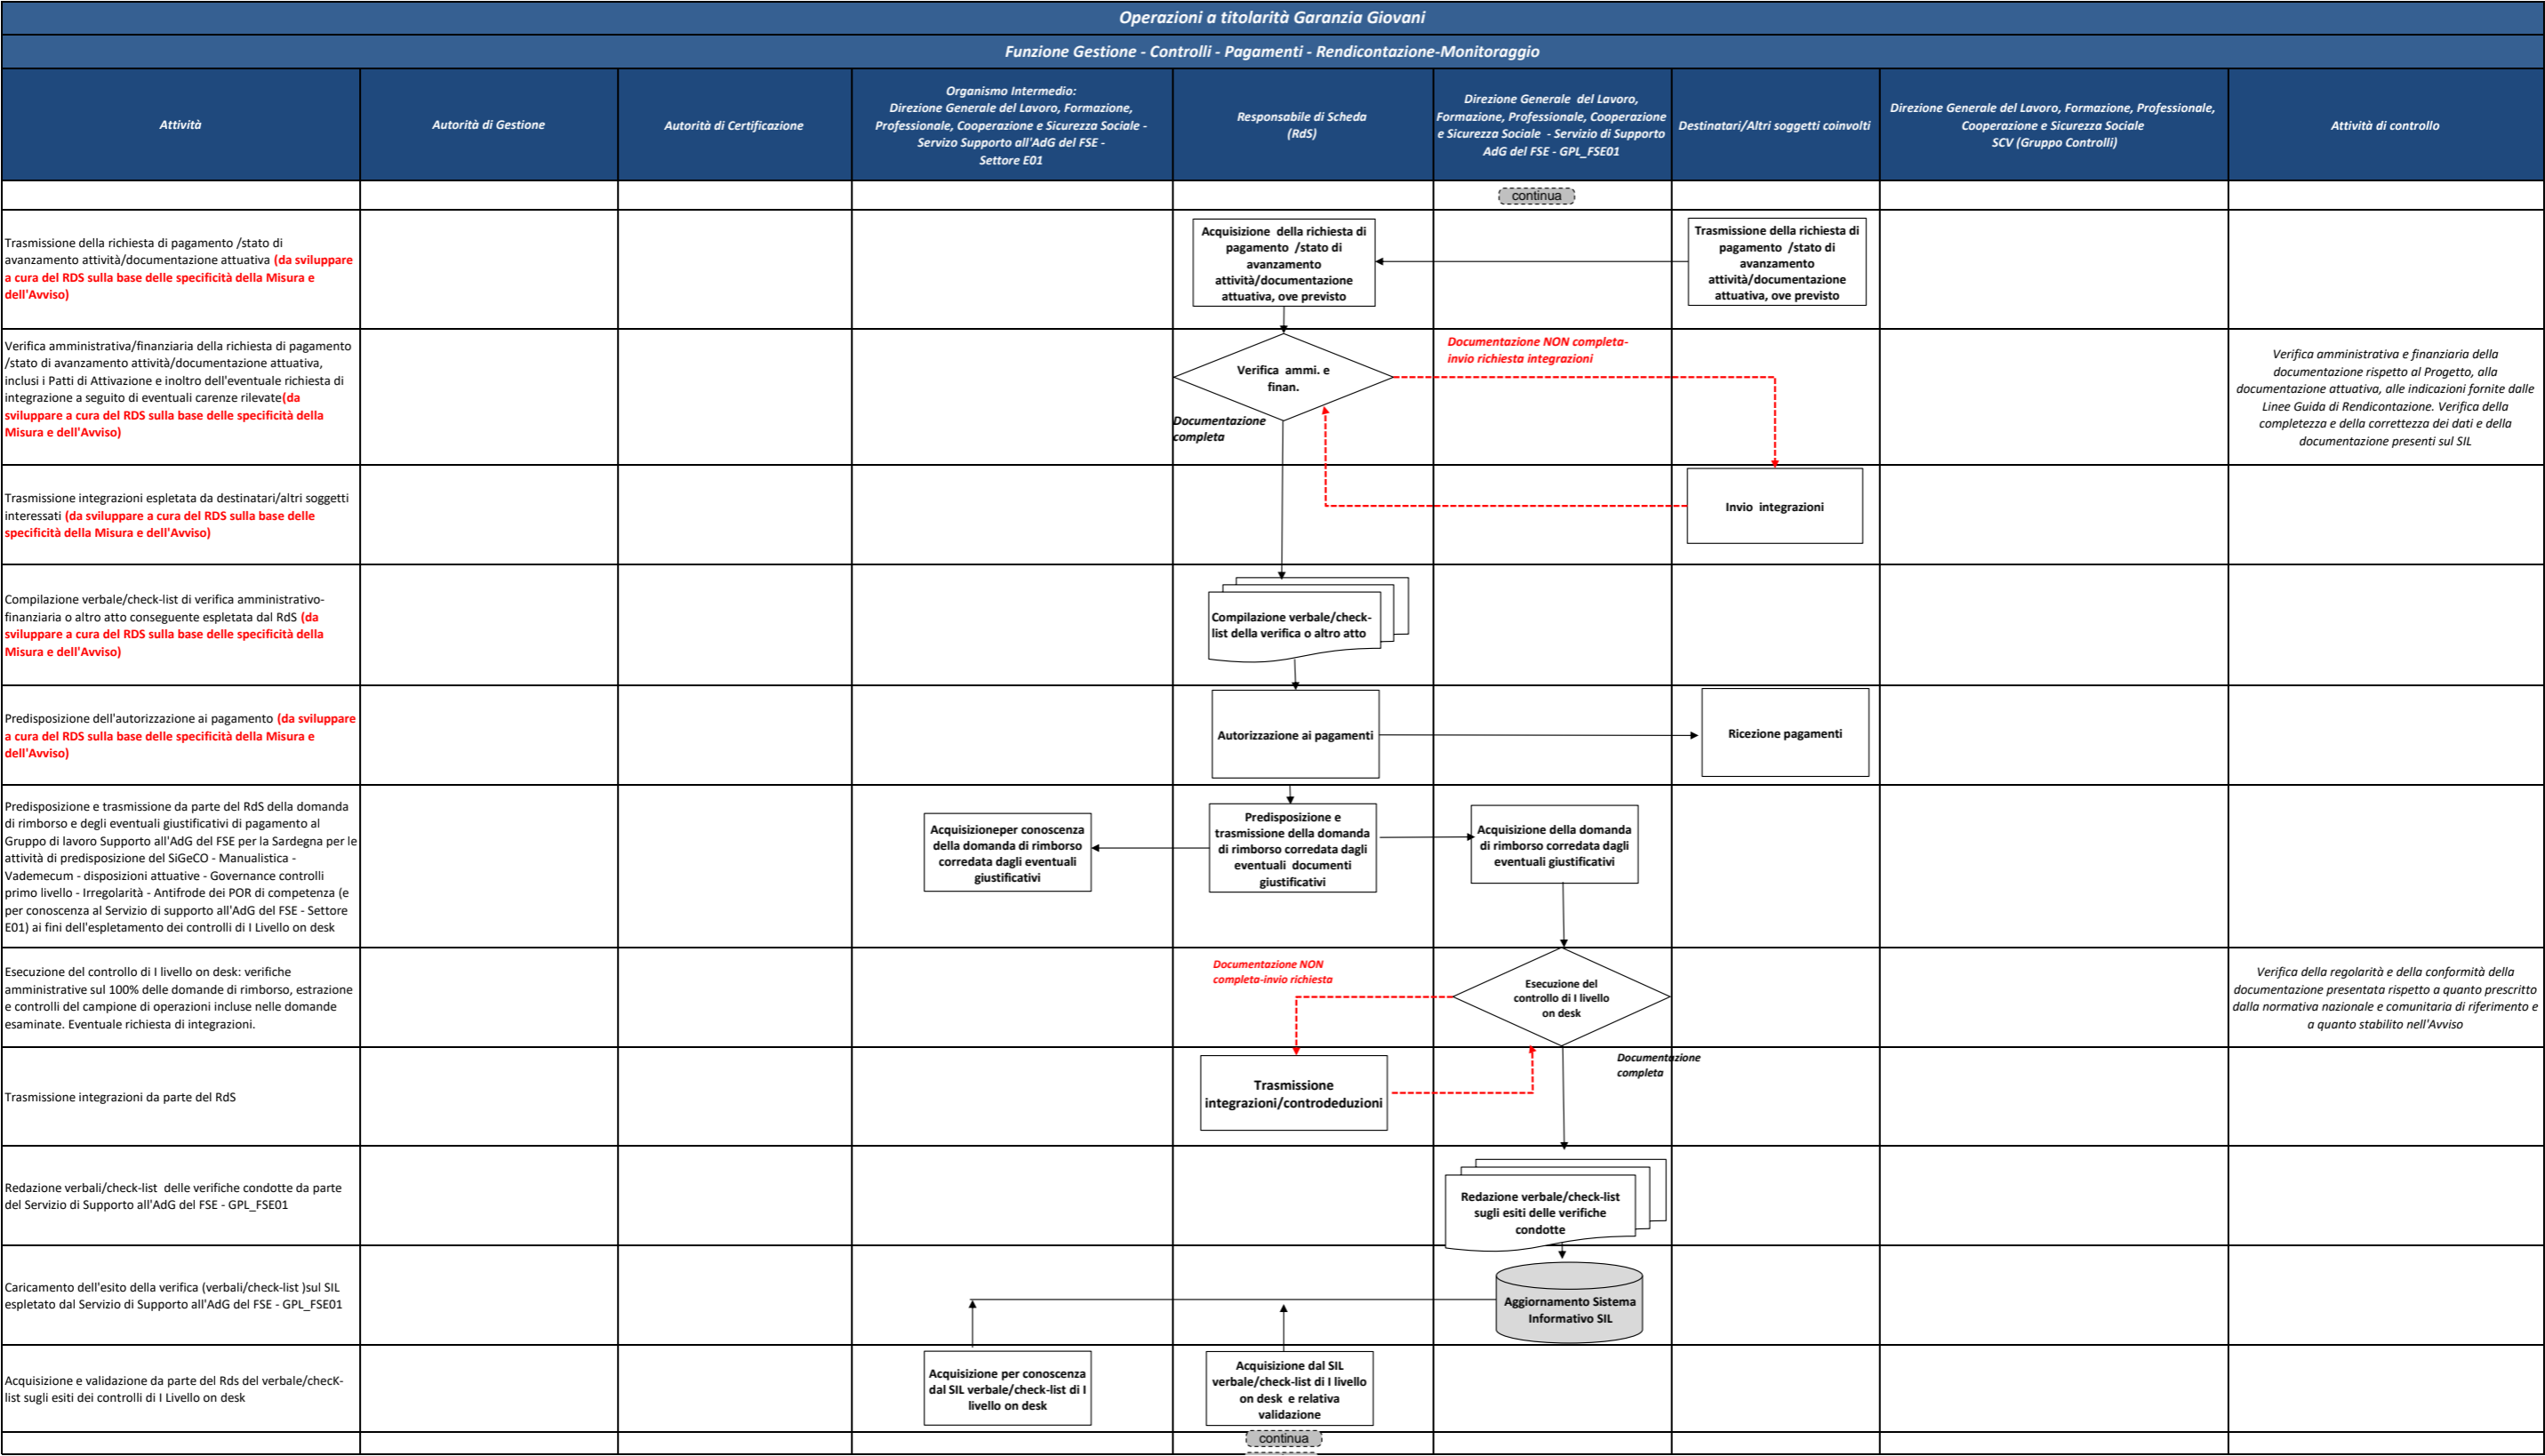 Operazioni a titolarità Garanzia Giovani
Funzione Gestione - Controlli - Pagamenti - Rendicontazione-Monitoraggio
Attività
Autorità di Gestione
Autorità di Certificazione
Organismo Intermedio:
Direzione Generale del Lavoro, Formazione,
Professionale, Cooperazione e Sicurezza Sociale -
Servizo Supporto all'AdG del FSE -
Settore E01
Responsabile di Scheda
(RdS)
Direzione Generale  del Lavoro,
Formazione, Professionale, Cooperazione
e Sicurezza Sociale  - Servizio di Supporto
AdG del FSE - GPL_FSE01
Destinatari/Altri soggetti coinvolti
Direzione Generale del Lavoro, Formazione, Professionale,
Cooperazione e Sicurezza Sociale
SCV (Gruppo Controlli)
Attività di controllo
continua
Trasmissione della richiesta di pagamento /stato di
avanzamento attività/documentazione attuativa (da sviluppare
a cura del RDS sulla base delle specificità della Misura e
dell'Avviso)
Acquisizione  della richiesta di
pagamento  /stato di
avanzamento
attività/documentazione
attuativa, ove previsto
Trasmissione della richiesta di
pagamento  /stato di
avanzamento
attività/documentazione
attuativa, ove previsto
Verifica amministrativa/finanziaria della richiesta di pagamento
/stato di avanzamento attività/documentazione attuativa,
inclusi i Patti di Attivazione e inoltro dell'eventuale richiesta di
integrazione a seguito di eventuali carenze rilevate(da
sviluppare a cura del RDS sulla base delle specificità della
Misura e dell'Avviso)
Verifica  ammi. e
finan.
Documentazione
completa
Documentazione NON completa-
invio richiesta integrazioni
Verifica amministrativa e finanziaria della
documentazione rispetto al Progetto, alla
documentazione attuativa, alle indicazioni fornite dalle
Linee Guida di Rendicontazione. Verifica della
completezza e della correttezza dei dati e della
documentazione presenti sul SIL
Trasmissione integrazioni espletata da destinatari/altri soggetti
interessati (da sviluppare a cura del RDS sulla base delle
specificità della Misura e dell'Avviso)
Invio  integrazioni
Compilazione verbale/check-list di verifica amministrativo-
finanziaria o altro atto conseguente espletata dal RdS (da
sviluppare a cura del RDS sulla base delle specificità della
Misura e dell'Avviso)
Compilazione verbale/check-
list della verifica o altro atto
Predisposizione dell'autorizzazione ai pagamento (da sviluppare
a cura del RDS sulla base delle specificità della Misura e
dell'Avviso)
Autorizzazione ai pagamenti
Ricezione pagamenti
Predisposizione e trasmissione da parte del RdS della domanda
di rimborso e degli eventuali giustificativi di pagamento al
Gruppo di lavoro Supporto all'AdG del FSE per la Sardegna per le
attività di predisposizione del SiGeCO - Manualistica -
Vademecum - disposizioni attuative - Governance controlli
primo livello - Irregolarità - Antifrode dei POR di competenza (e
per conoscenza al Servizio di supporto all'AdG del FSE - Settore
E01) ai fini dell'espletamento dei controlli di I Livello on desk
Acquisizioneper conoscenza
della domanda di rimborso
corredata dagli eventuali
giustificativi
Predisposizione e
trasmissione della domanda
di rimborso corredata dagli
eventuali  documenti
giustificativi
Acquisizione della domanda
di rimborso corredata dagli
eventuali giustificativi
Esecuzione del controllo di I livello on desk: verifiche
amministrative sul 100% delle domande di rimborso, estrazione
e controlli del campione di operazioni incluse nelle domande
esaminate. Eventuale richiesta di integrazioni.
Documentazione NON
completa-invio richiesta
Esecuzione del
controllo di I livello
on desk
Verifica della regolarità e della conformità della
documentazione presentata rispetto a quanto prescritto
dalla normativa nazionale e comunitaria di riferimento e
a quanto stabilito nell'Avviso
Trasmissione integrazioni da parte del RdS
Trasmissione
integrazioni/controdeduzioni
Documentazione
completa
Redazione verbali/check-list  delle verifiche condotte da parte
del Servizio di Supporto all'AdG del FSE - GPL_FSE01
Redazione verbale/check-list
sugli esiti delle verifiche
condotte
Caricamento dell'esito della verifica (verbali/check-list )sul SIL
espletato dal Servizio di Supporto all'AdG del FSE - GPL_FSE01
Aggiornamento Sistema
Informativo SIL
Acquisizione e validazione da parte del Rds del verbale/checK-
list sugli esiti dei controlli di I Livello on desk
Acquisizione per conoscenza
dal SIL verbale/check-list di I
livello on desk
Acquisizione dal SIL
verbale/check-list di I livello
on desk  e relativa
validazione
continua